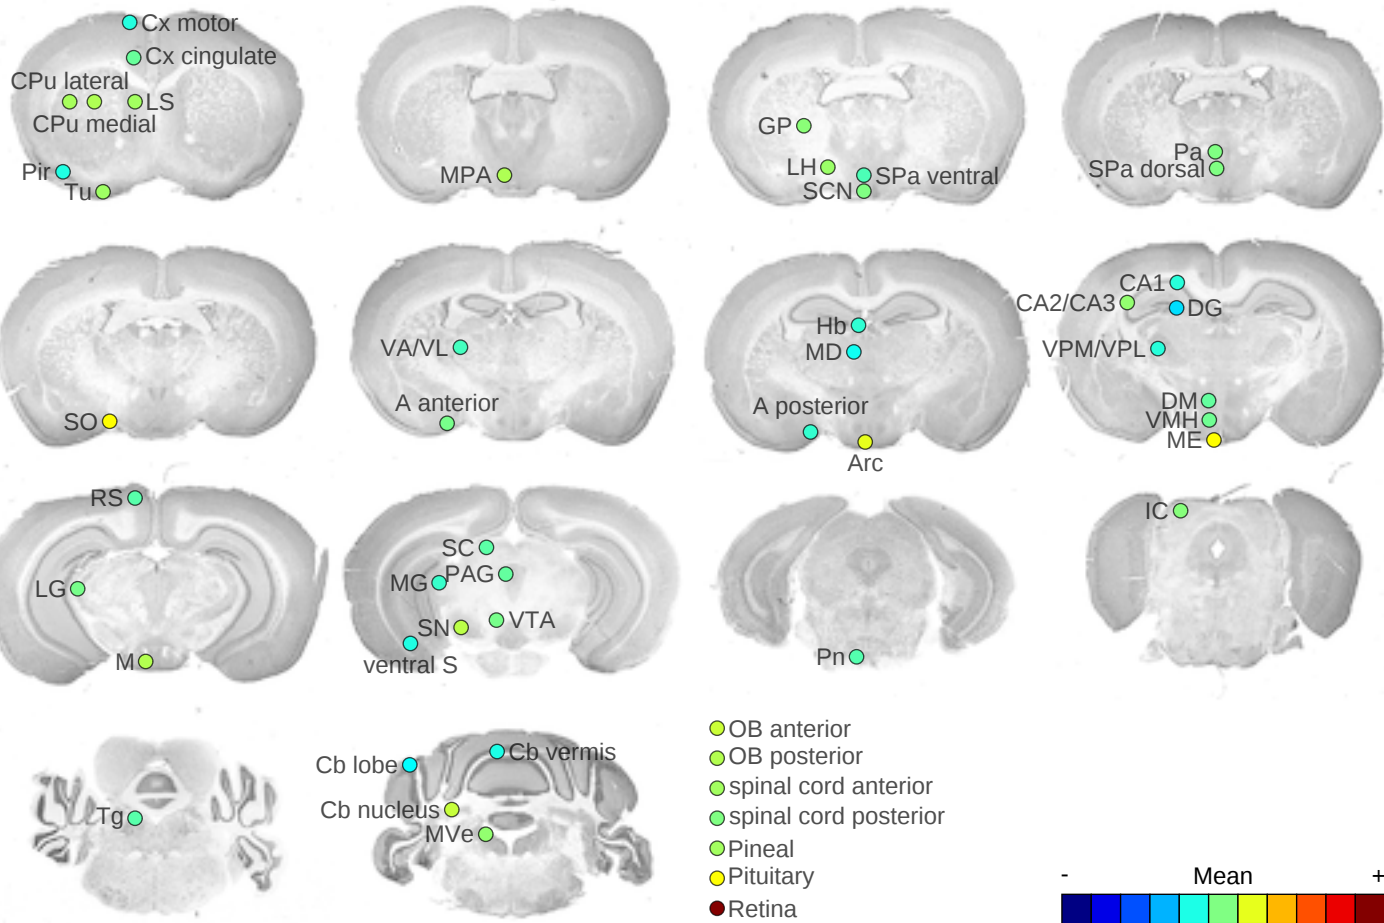 Cx motor
Cx cingulate
CPu lateral
LS
CPu medial
Pir
Tu
MPA
GP
LH
SPa ventral
SCN
Pa
SPa dorsal
SO
VA/VL
A anterior
Hb
MD
A posterior
Arc
CA1
CA2/CA3
DG
VPM/VPL
DM
VMH
ME
RS
LG
M
SC
PAG
MG
VTA
SN
ventral S
Pn
IC
Tg
Cb lobe
Cb vermis
Cb nucleus
MVe
OB anterior
OB posterior
spinal cord anterior
spinal cord posterior
Pineal
Pituitary
Retina
- Mean +